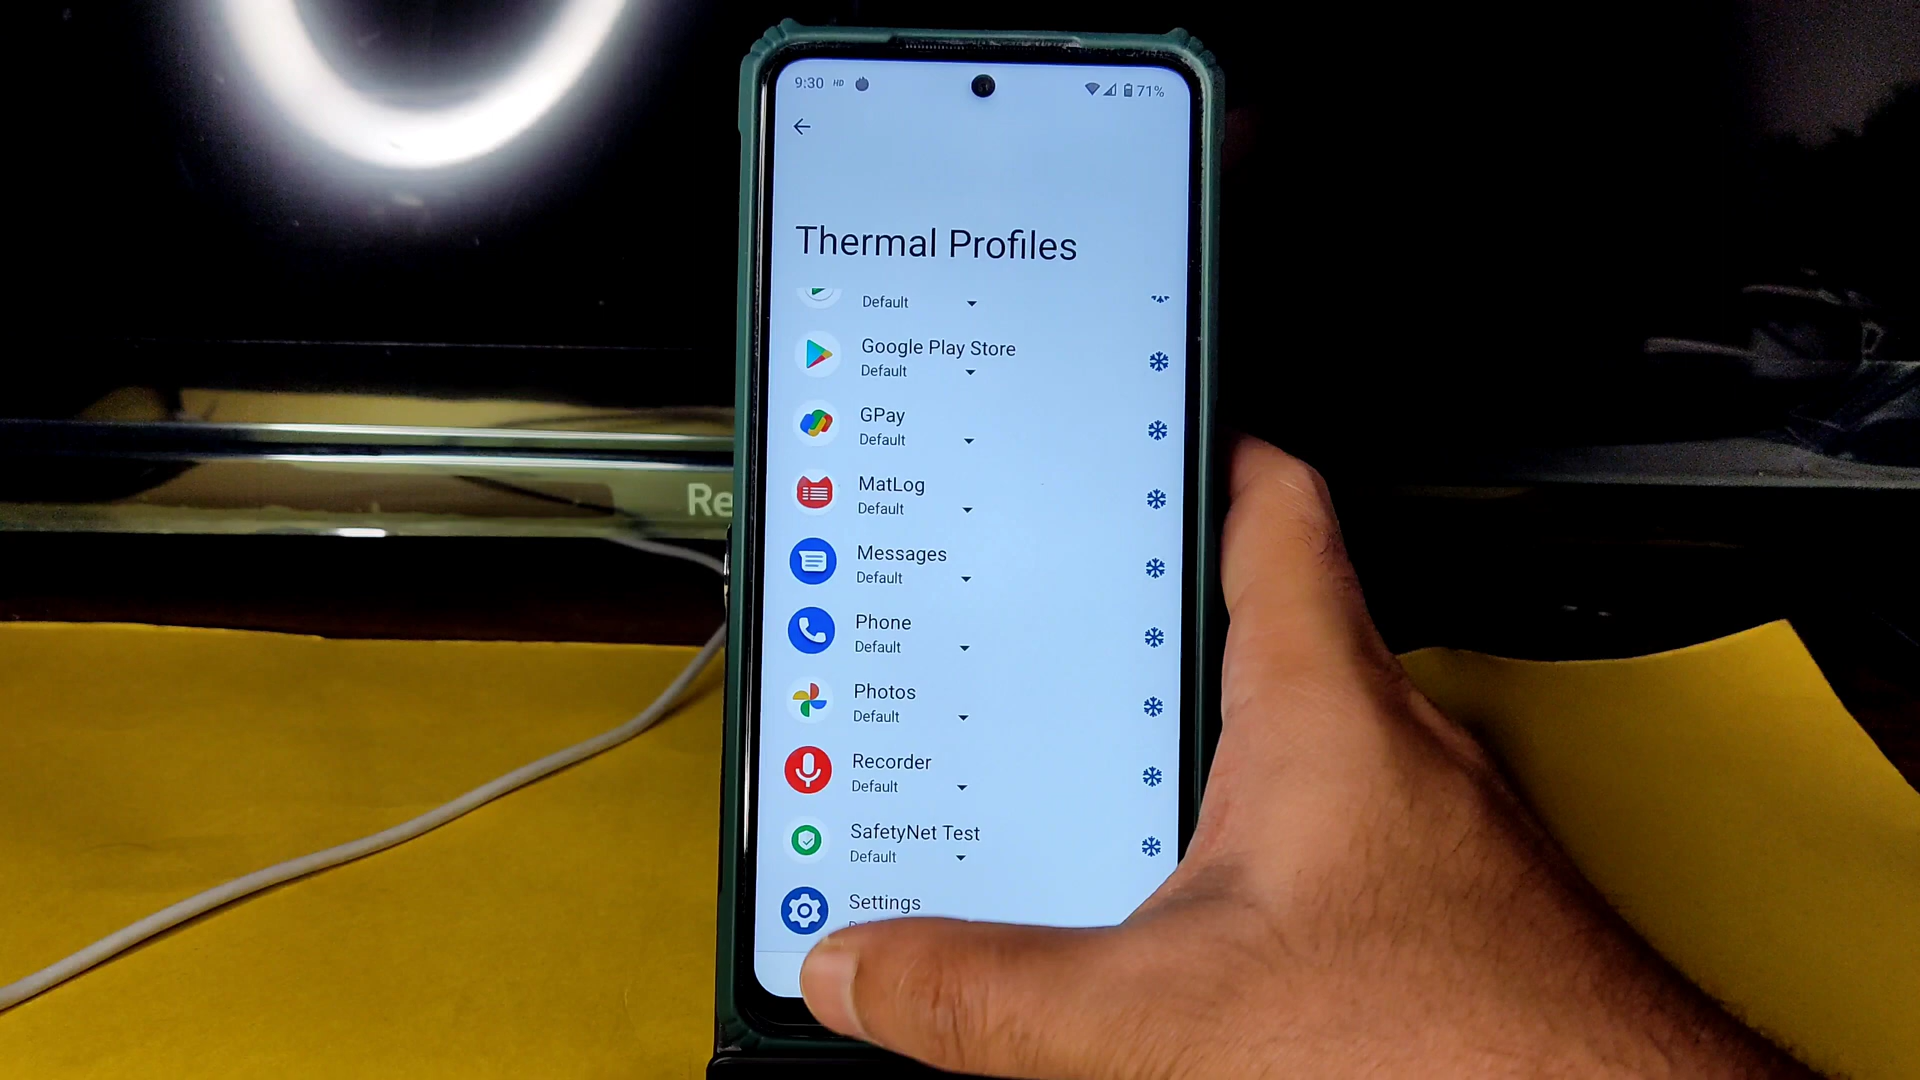 9:30 HD 71%
Thermal Profiles
Default
Google Play Store
Default
GPay
Default
MatLog
Default
Messages
Default
Phone
Default
Photos
Default
Recorder
Default
SafetyNet Test
Default
Settings
Re